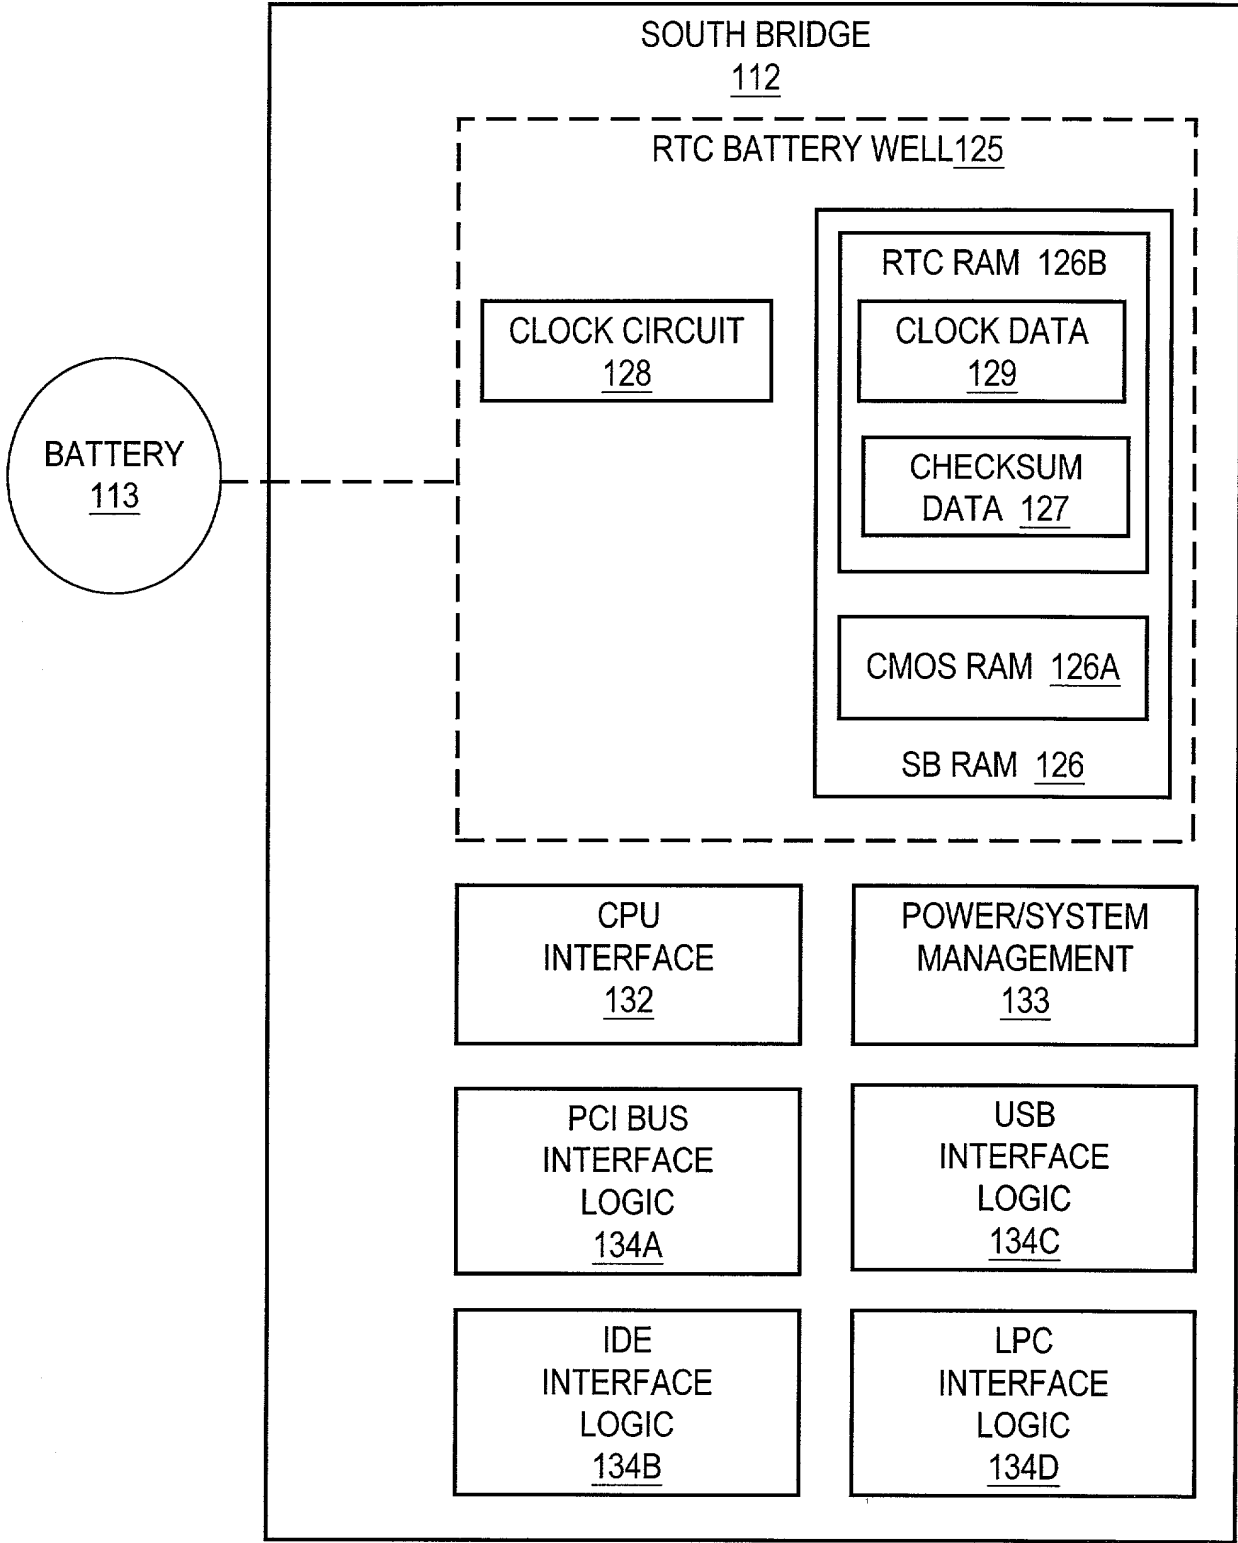 SOUTH BRIDGE
112
RTC BATTERY WELL 125
RTC RAM 126B
CLOCK CIRCUIT
128
CLOCK DATA
129
BATTERY
113
CHECKSUM
DATA 127
CMOS RAM 126A
SB RAM 126
CPU
INTERFACE
132
POWER/SYSTEM
MANAGEMENT
133
PCI BUS
INTERFACE
LOGIC
134A
USB
INTERFACE
LOGIC
134C
IDE
INTERFACE
LOGIC
134B
LPC
INTERFACE
LOGIC
134D